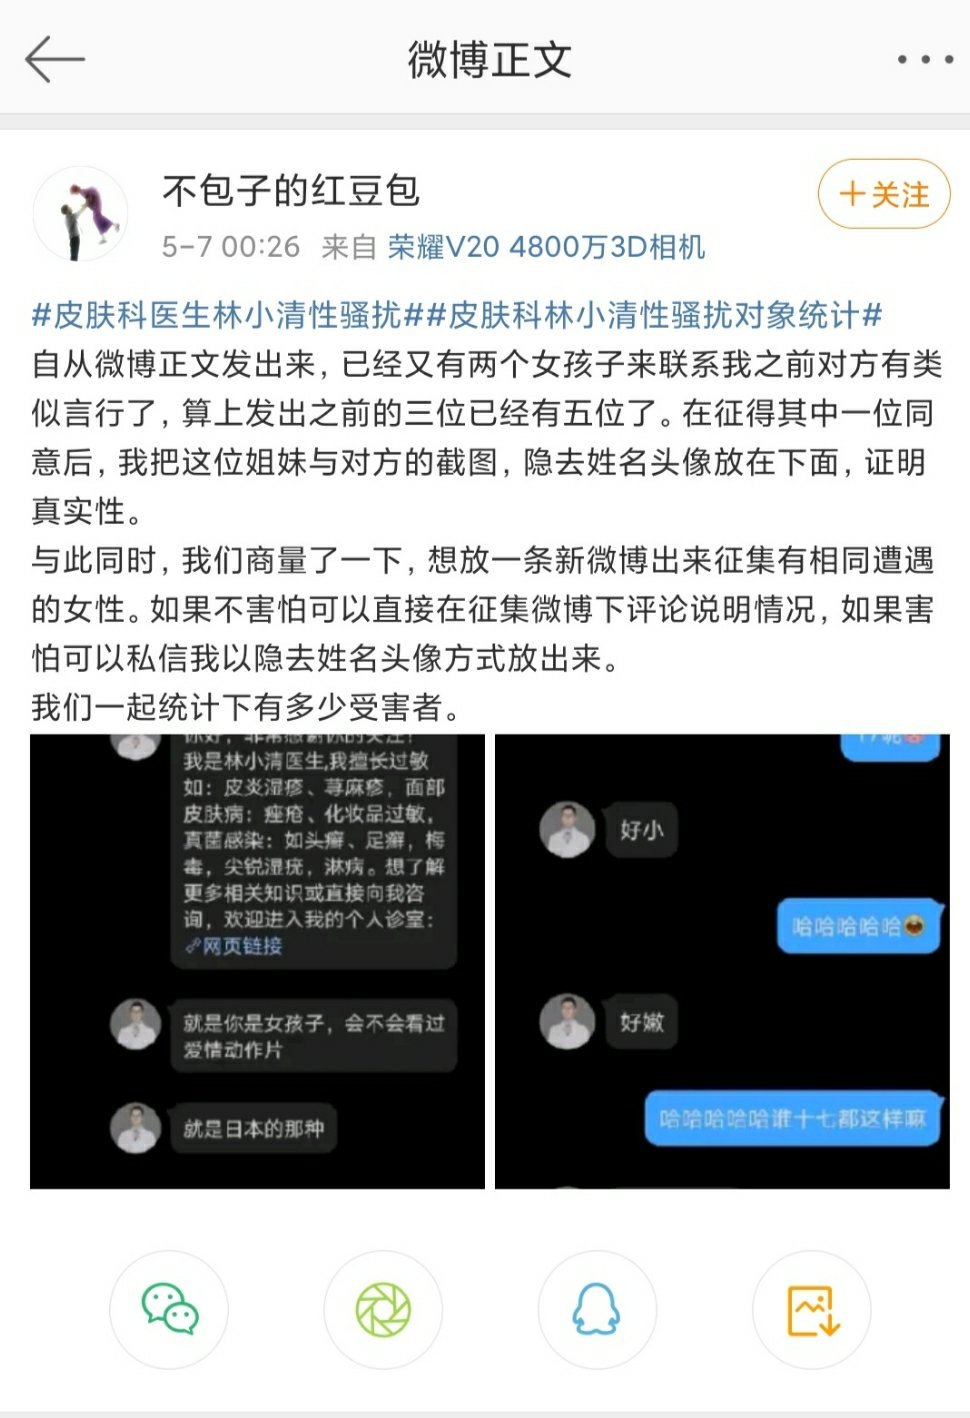 微博正文
不包子的红豆包
+关注
5-7 00:26 来自 荣耀V20 4800万3D相机
#皮肤科医生林小清性骚扰##皮肤科林小清性骚扰对象统计#
自从微博正文发出来，已经又有两个女孩子来联系我之前对方有类
似言行了，算上发出之前的三位已经有五位了。在征得其中一位同
意后，我把这位姐妹与对方的截图，隐去姓名头像放在下面，证明
真实性。
与此同时，我们商量了一下，想放一条新微博出来征集有相同遭遇
的女性。如果不害怕可以直接在征集微博下评论说明情况，如果害
怕可以私信我以隐去姓名头像方式放出来。
我们一起统计下有多少受害者。
你好，非常感谢你的关注！
我是林小清医生,我擅长过敏
如：皮炎湿疹、荨麻疹，面部
皮肤病：痤疮、化妆品过敏，
真菌感染：如头癣、足癣，梅
毒，尖锐湿疣，淋病。想了解
更多相关知识或直接向我咨
询，欢迎进入我的个人诊室：
网页链接
就是你是女孩子，会不会看过
爱情动作片
就是日本的那种
17呢
好小
哈哈哈哈哈
好嫩
哈哈哈哈哈谁十七都这样嘛